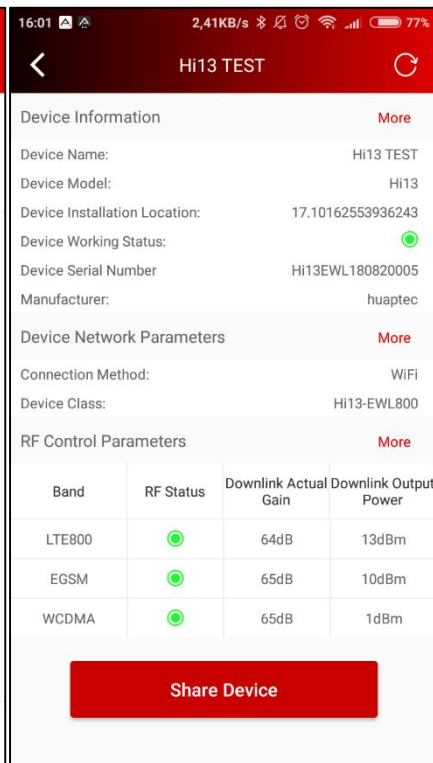 16:01 2,41KB/s 77%
Hi13 TEST
Device Information More
Device Name: Hi13 TEST
Device Model: Hi13
Device Installation Location: 17.10162553936243
Device Working Status:
Device Serial Number Hi13EWL180820005
Manufacturer: huaptec
Device Network Parameters More
Connection Method: WiFi
Device Class: Hi13-EWL800
RF Control Parameters More
Band RF Status Downlink Actual Gain Downlink Output Power
LTE800 64dB 13dBm
EGSM 65dB 10dBm
WCDMA 65dB 1dBm
Share Device